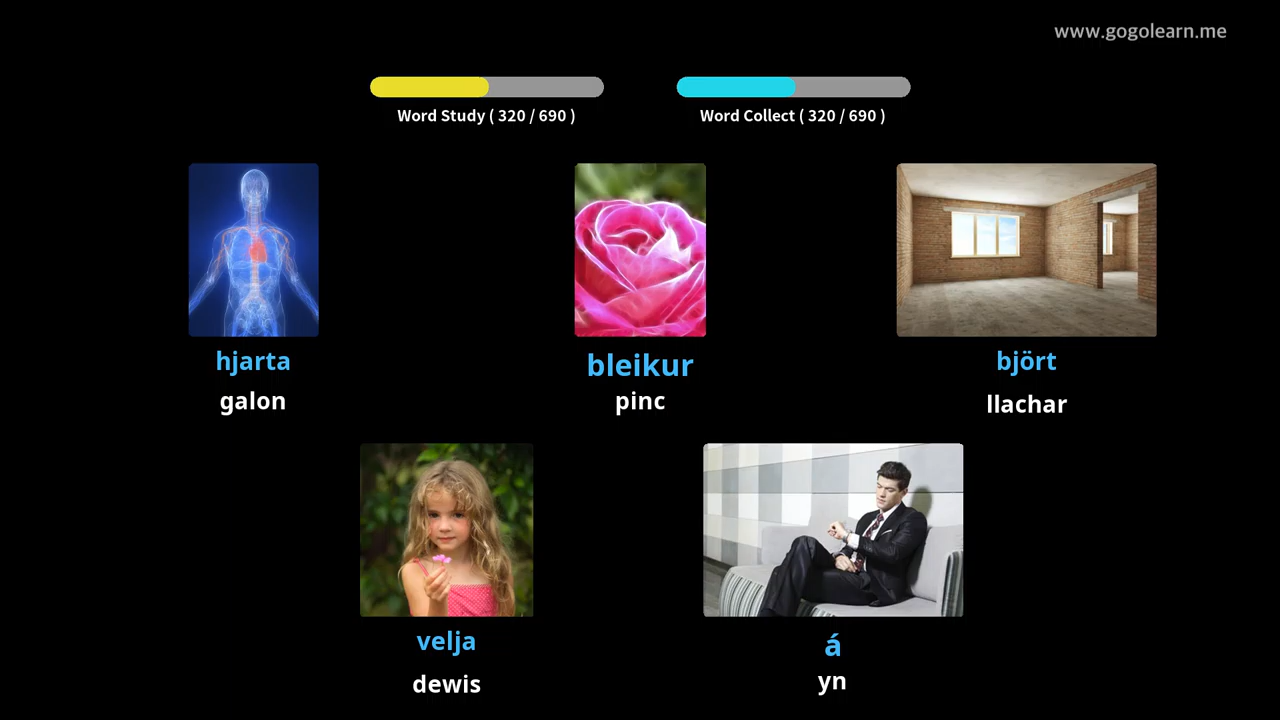 www.gogolearn.me
Word Study ( 320 / 690 )
Word Collect ( 320 / 690 )
hjarta
galon
bleikur
pinc
björt
llachar
velja
dewis
á
yn